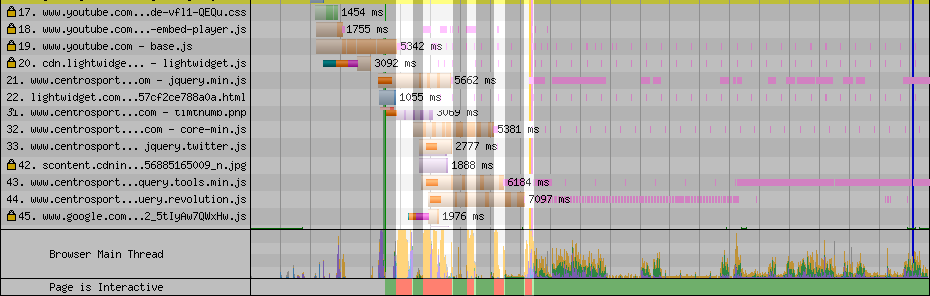 17. www.youtube.com...de-vfl1-QEQu.css 1454 ms
18. www.youtube.com...-embed-player.js 1755 ms
19. www.youtube.com - base.js 5342 ms
20. cdn.lightwidge... - lightwidget.js 3092 ms
21. www.centrosport...om - jquery.min.js 5662 ms
22. lightwidget.com...57cf2ce788a0a.html 1055 ms
31. www.centrosport...com - timthumb.php 3069 ms
32. www.centrosport....com - core-min.js 5381 ms
33. www.centrosport... jquery.twitter.js 2777 ms
42. scontent.cdnin...56885165009_n.jpg 1888 ms
43. www.centrosport...query.tools.min.js 6184 ms
44. www.centrosport...uery.revolution.js 7097 ms
45. www.google.com...2_5tIyAw7QWxHw.js 1976 ms
Browser Main Thread
Page is Interactive